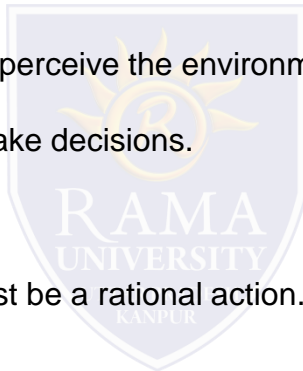 perceive the environm
ake decisions.
RAMA
UNIVERSITY
st be a rational action.
KANPUR